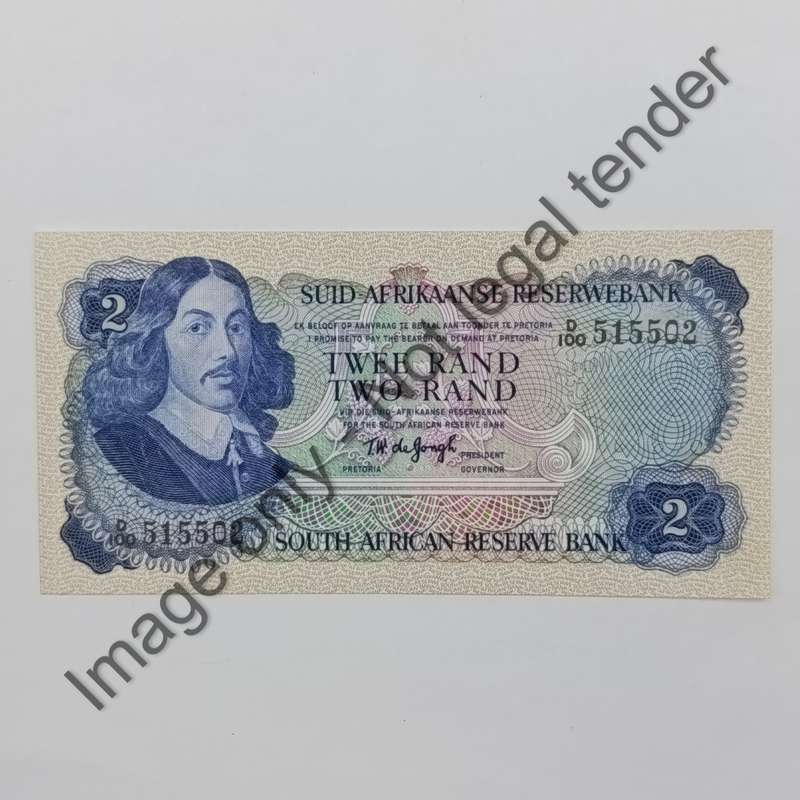 2
SUID-AFRIKAANSE RESERWEBANK
EK BELOOF OP AANVRAAG TE BETAAL AAN TOONDER TE PRETORIA
I PROMISE TO PAY THE BEARER ON DEMAND AT PRETORIA
D/100 515502
TWEE RAND
TWO RAND
VIR DIE SUID-AFRIKAANSE RESERWEBANK
FOR THE SOUTH AFRICAN RESERVE BANK
T.W. de Jongh
PRESIDENT
PRETORIA GOVERNOR
D/100 515502
2
SOUTH AFRICAN RESERVE BANK
Image only - Not legal tender